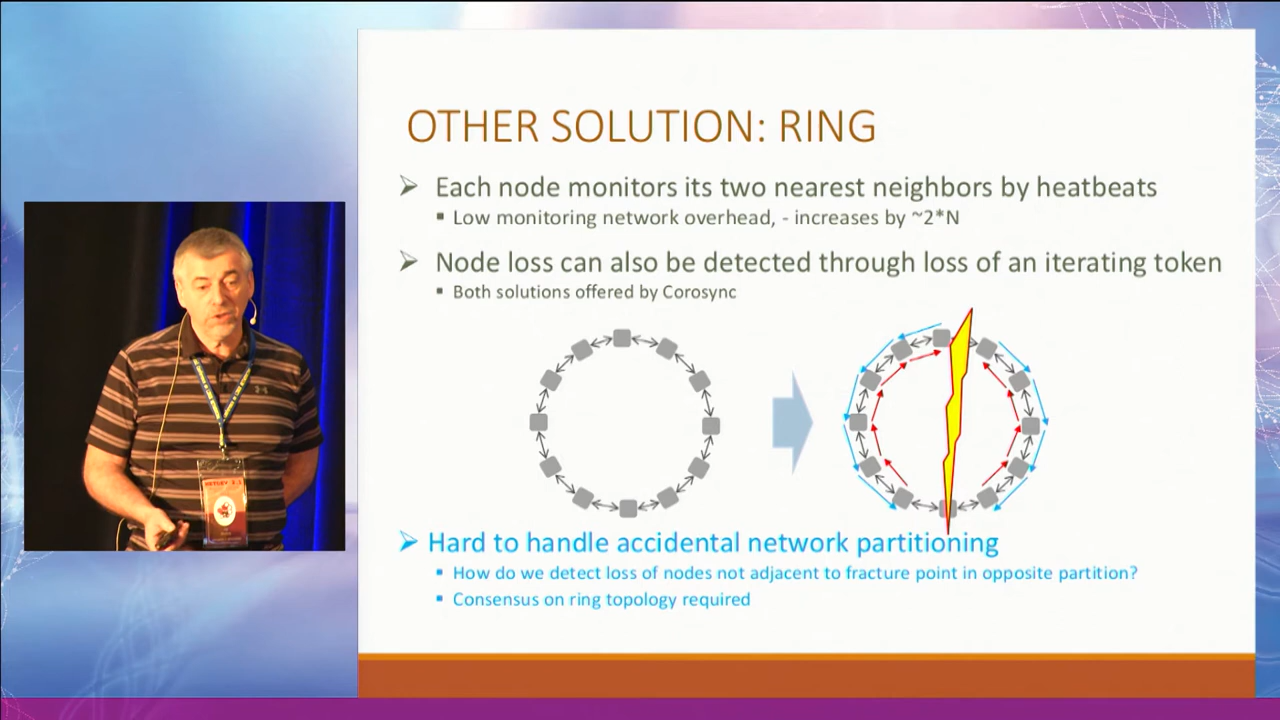 OTHER SOLUTION: RING
➢ Each node monitors its two nearest neighbors by heatbeats
▪ Low monitoring network overhead, - increases by ~2*N
➢ Node loss can also be detected through loss of an iterating token
▪ Both solutions offered by Corosync
➢ Hard to handle accidental network partitioning
▪ How do we detect loss of nodes not adjacent to fracture point in opposite partition?
▪ Consensus on ring topology required